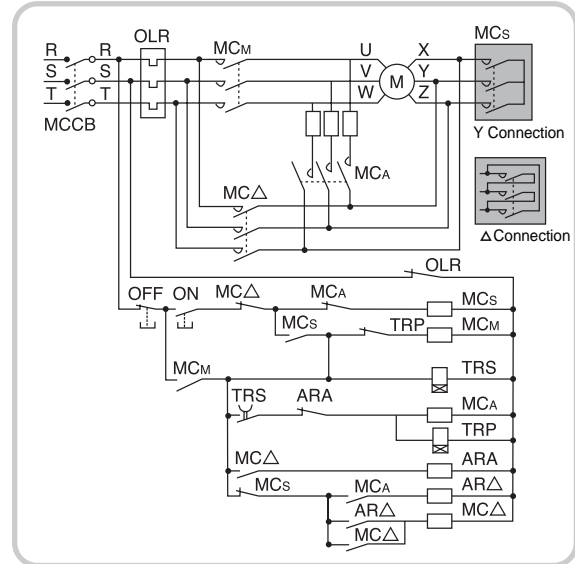 OLR
MCM
MCS
R R U X
S S V Y
T T W Z
M
MCCB
Y Connection
MCA
MC△
△Connection
OLR
OFF ON MC△ MCA MCS
MCS TRP MCM
MCM TRS
TRS ARA MCA
TRP
MC△ ARA
MCS MCA AR△
AR△ MC△
MC△